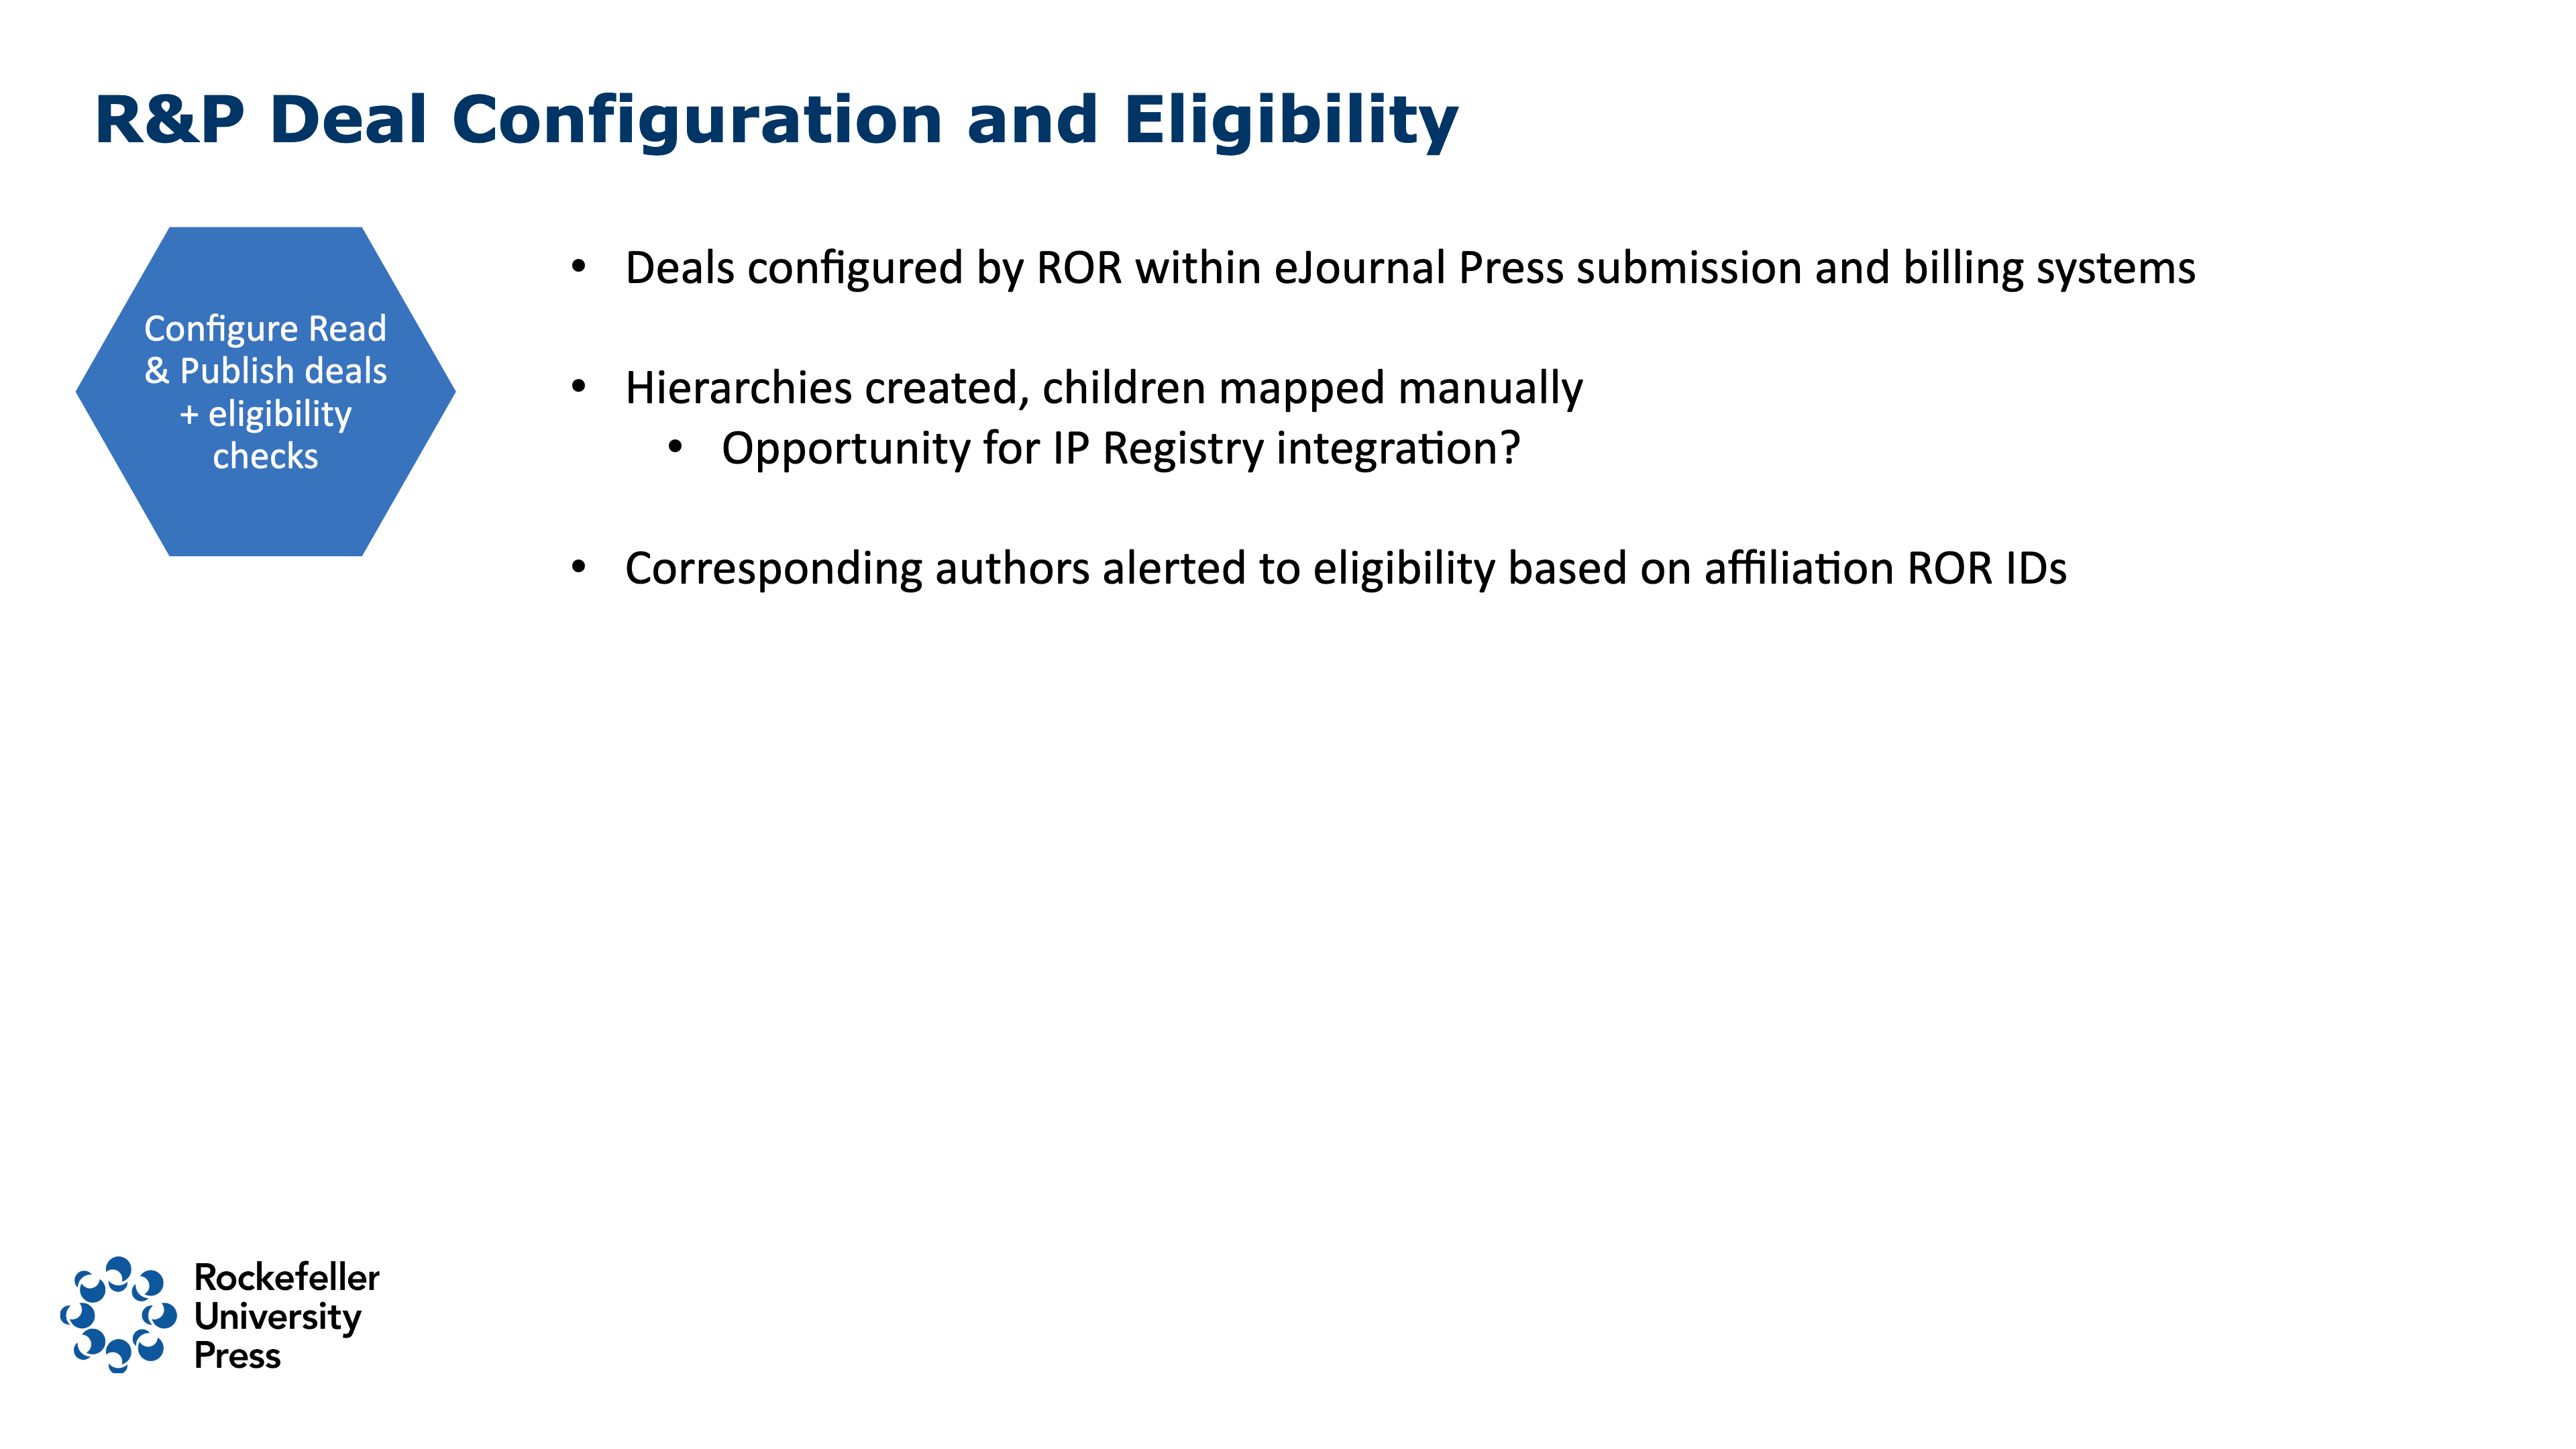 R&P Deal Configuration and Eligibility
Configure Read
& Publish deals
+ eligibility
checks
• Deals configured by ROR within eJournal Press submission and billing systems
• Hierarchies created, children mapped manually
• Opportunity for IP Registry integration?
• Corresponding authors alerted to eligibility based on affiliation ROR IDs
Rockefeller
University
Press